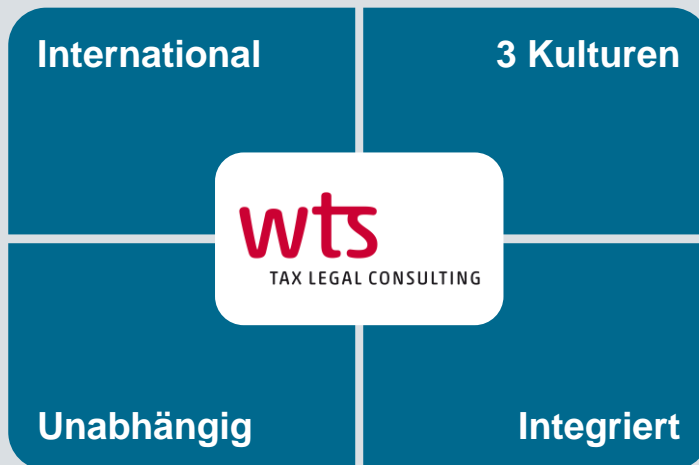 International
3 Kulturen
wts
TAX LEGAL CONSULTING
Unabhängig
Integriert